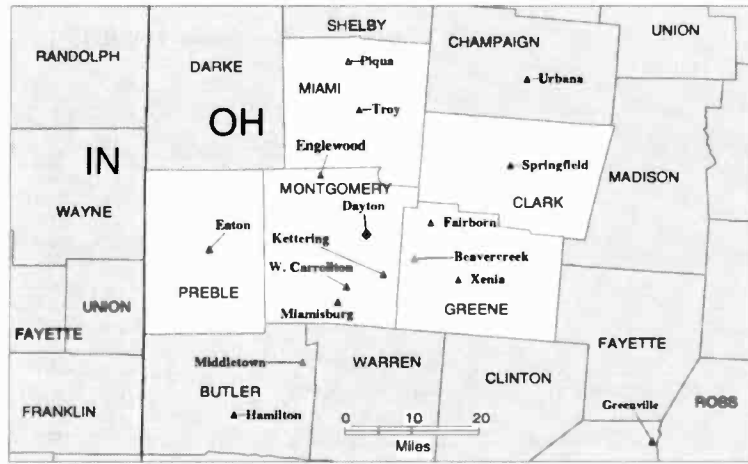 SHELBY
CHAMPAIGN
UNION
RANDOLPH
DARKE
Piqua
MIAMI
Urbana
Troy
OH
Englewood
IN
MONTGOMERY
Springfield
MADISON
WAYNE
CLARK
Dayton
Eaton
Fairborn
Kettering
Beavercreek
W. Carrollton
Xenia
PREBLE
UNION
Miamisburg
GREENE
FAYETTE
FAYETTE
Middletown
WARREN
CLINTON
BUTLER
ROSS
FRANKLIN
Hamilton
Greenville
0 10 20
Miles